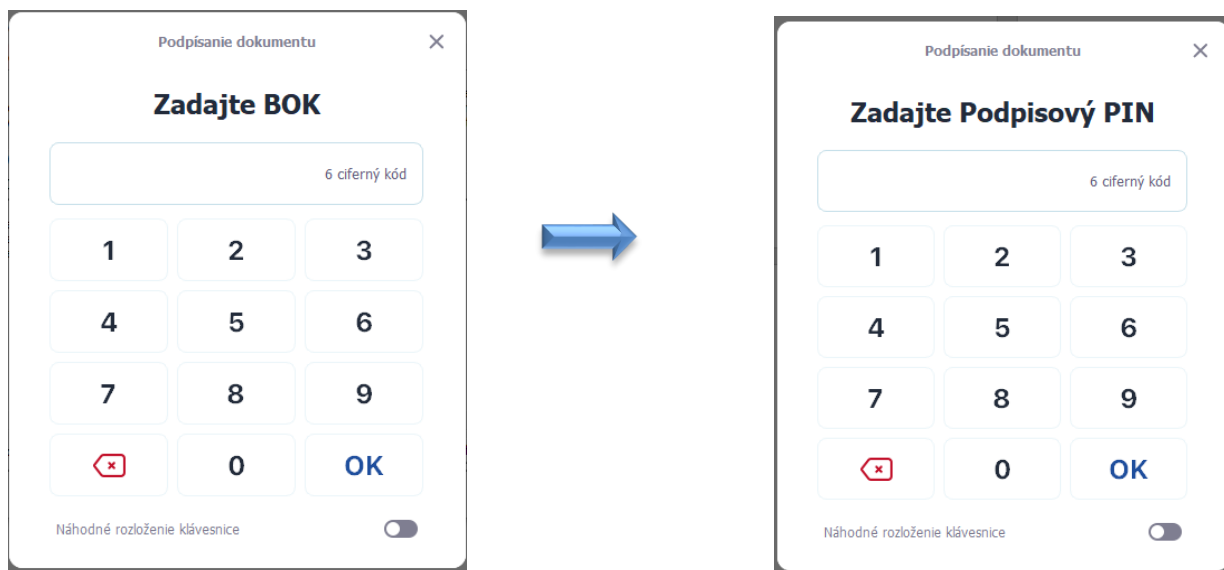 Podpísanie dokumentu
Zadajte BOK
6 ciferný kód
1 2 3
4 5 6
7 8 9
0 OK
Náhodné rozloženie klávesnice
Podpísanie dokumentu
Zadajte Podpisový PIN
6 ciferný kód
1 2 3
4 5 6
7 8 9
0 OK
Náhodné rozloženie klávesnice